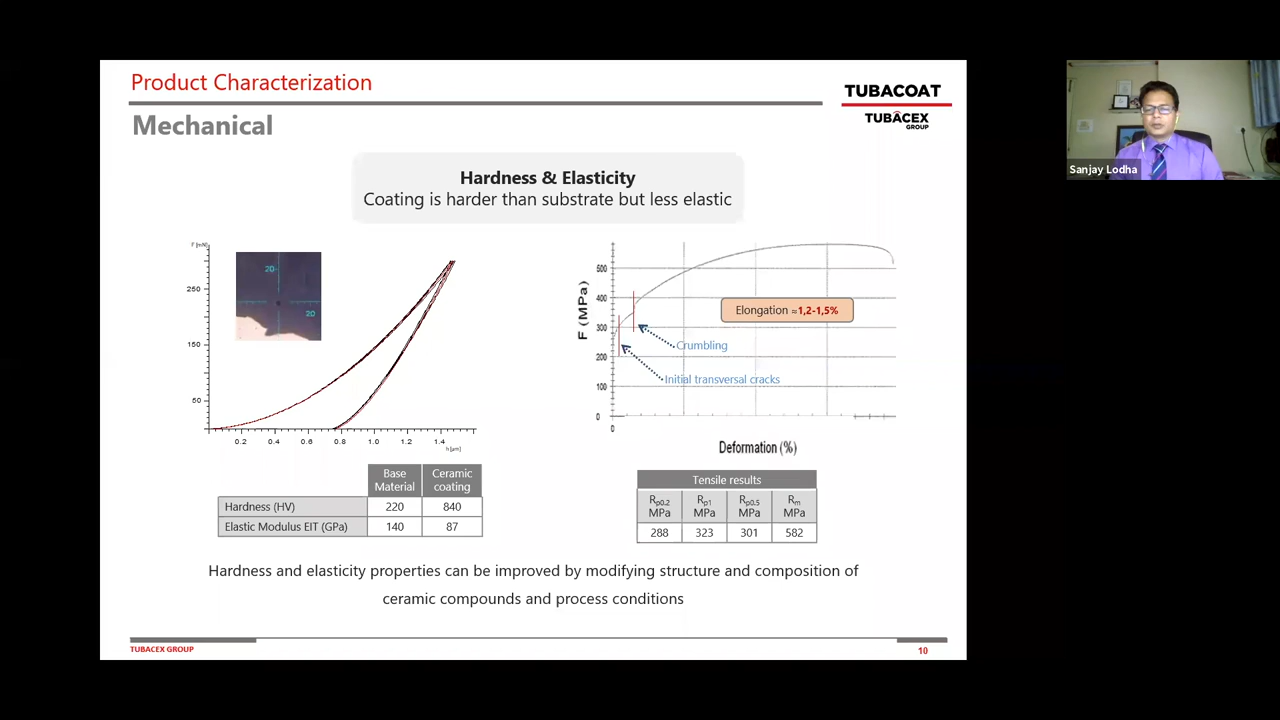 Product Characterization
TUBACOAT
TUBACEX
GROUP
Mechanical
Sanjay Lodha
Hardness & Elasticity
Coating is harder than substrate but less elastic
F [mN]
250
150
50
20
20
0.2 0.4 0.6 0.8 1.0 1.2 1.4
h [µm]
F (MPa)
500
400
300
200
100
0
0
Elongation ≈1,2-1,5%
Crumbling
Initial transversal cracks
Deformation (%)
Base Material Ceramic coating
Hardness (HV) 220 840
Elastic Modulus EIT (GPa) 140 87
Tensile results
Rp0.2 MPa Rp1 MPa Rp0.5 MPa Rm MPa
288 323 301 582
Hardness and elasticity properties can be improved by modifying structure and composition of
ceramic compounds and process conditions
TUBACEX GROUP
10